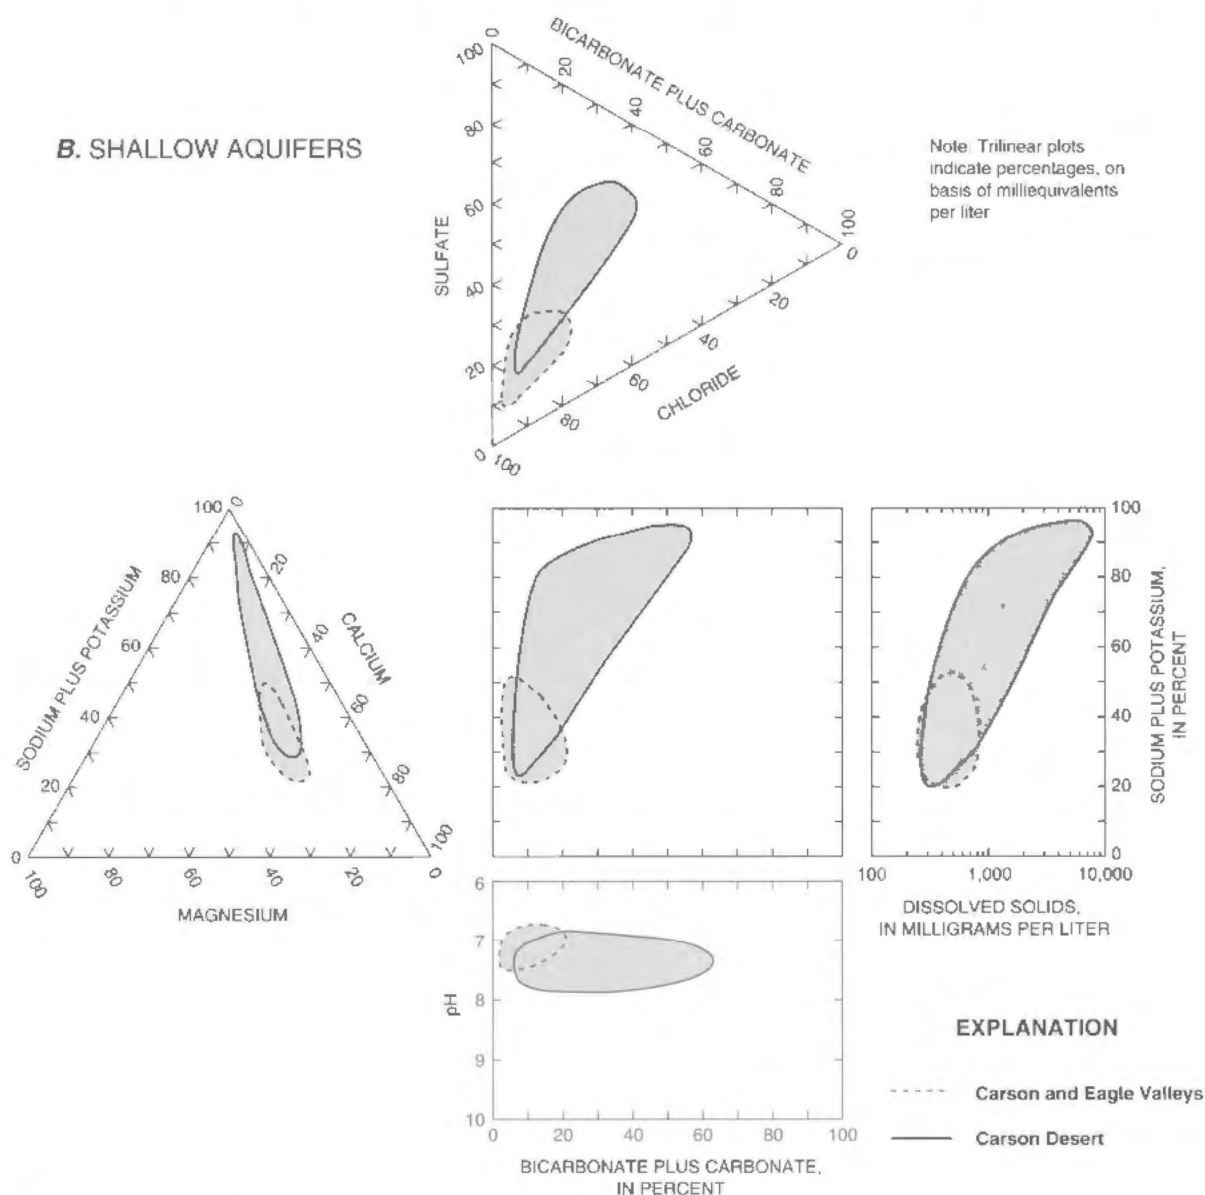 B. SHALLOW AQUIFERS
Note: Trilinear plots
indicate percentages, on
basis of milliequivalents
per liter
BICARBONATE PLUS CARBONATE
0
20
40
60
80
100
SULFATE
100
80
60
40
20
0
CHLORIDE
0
20
40
60
80
100
SODIUM PLUS POTASSIUM
100
80
60
40
20
0
CALCIUM
0
20
40
60
80
100
MAGNESIUM
100
80
60
40
20
0
SODIUM PLUS POTASSIUM,
IN PERCENT
100
80
60
40
20
0
100
1,000
10,000
DISSOLVED SOLIDS,
IN MILLIGRAMS PER LITER
pH
6
7
8
9
10
0
20
40
60
80
100
BICARBONATE PLUS CARBONATE,
IN PERCENT
EXPLANATION
Carson and Eagle Valleys
Carson Desert